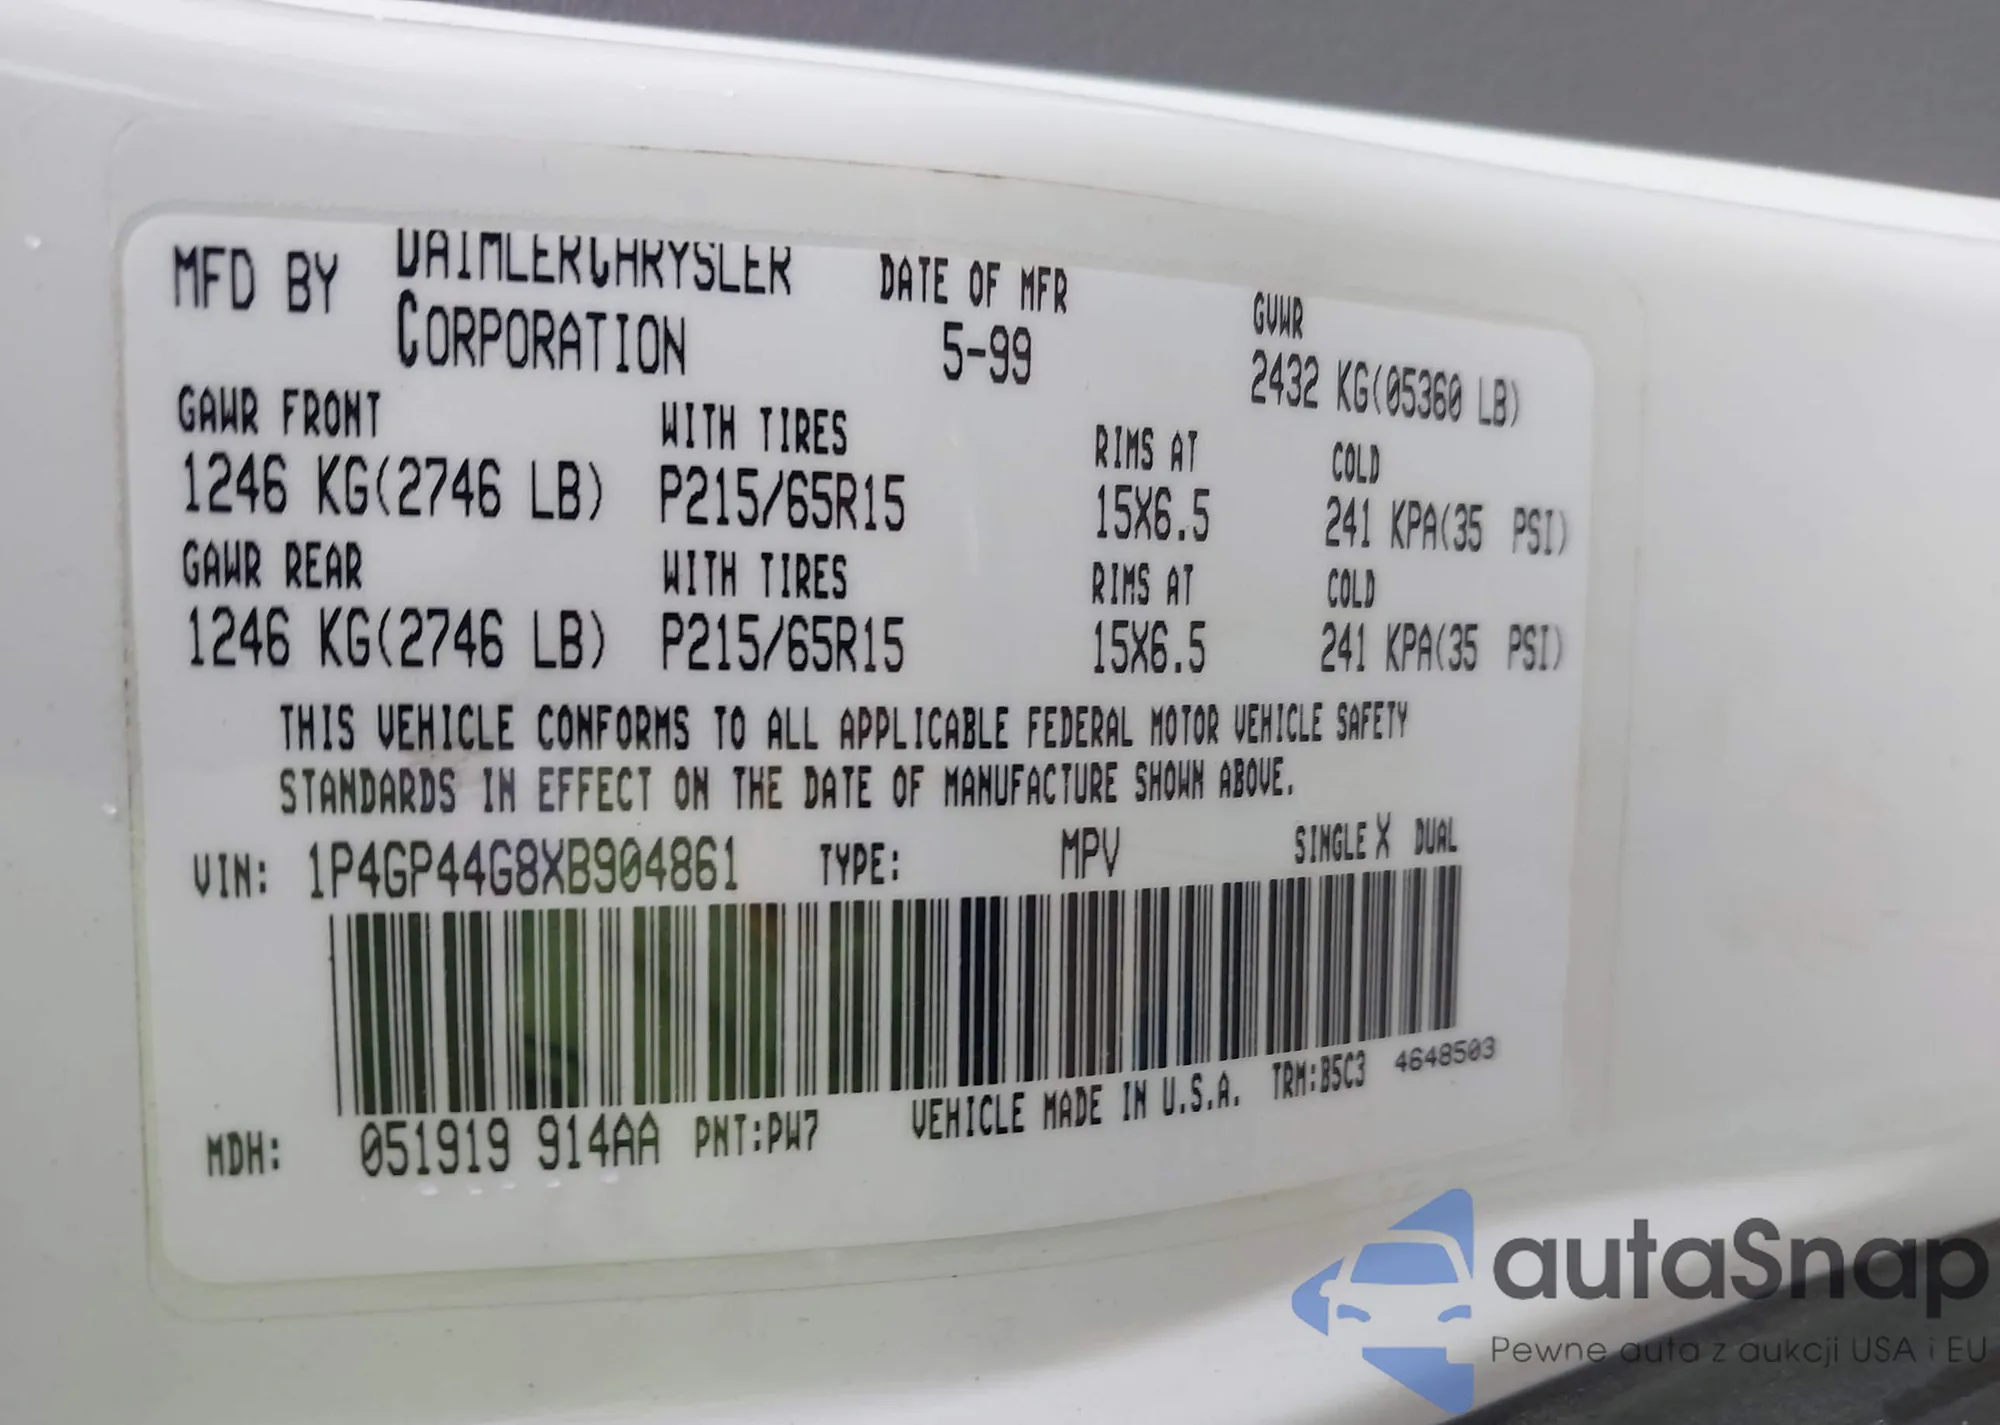 MFD BY DAIMLERCHRYSLER CORPORATION DATE OF MFR 5-99 GVWR 2432 KG(05360 LB)
GAWR FRONT WITH TIRES RIMS AT COLD
1246 KG(2746 LB) P215/65R15 15X6.5 241 KPA(35 PSI)
GAWR REAR WITH TIRES RIMS AT COLD
1246 KG(2746 LB) P215/65R15 15X6.5 241 KPA(35 PSI)
THIS VEHICLE CONFORMS TO ALL APPLICABLE FEDERAL MOTOR VEHICLE SAFETY
STANDARDS IN EFFECT ON THE DATE OF MANUFACTURE SHOWN ABOVE.
VIN: 1P4GP44G8XB904861 TYPE: MPV SINGLE X DUAL
MDH: 051919 914AA PNT:PW7 VEHICLE MADE IN U.S.A. TRM:B5C3 4648503
autaSnap
Pewne auta z aukcji USA i EU